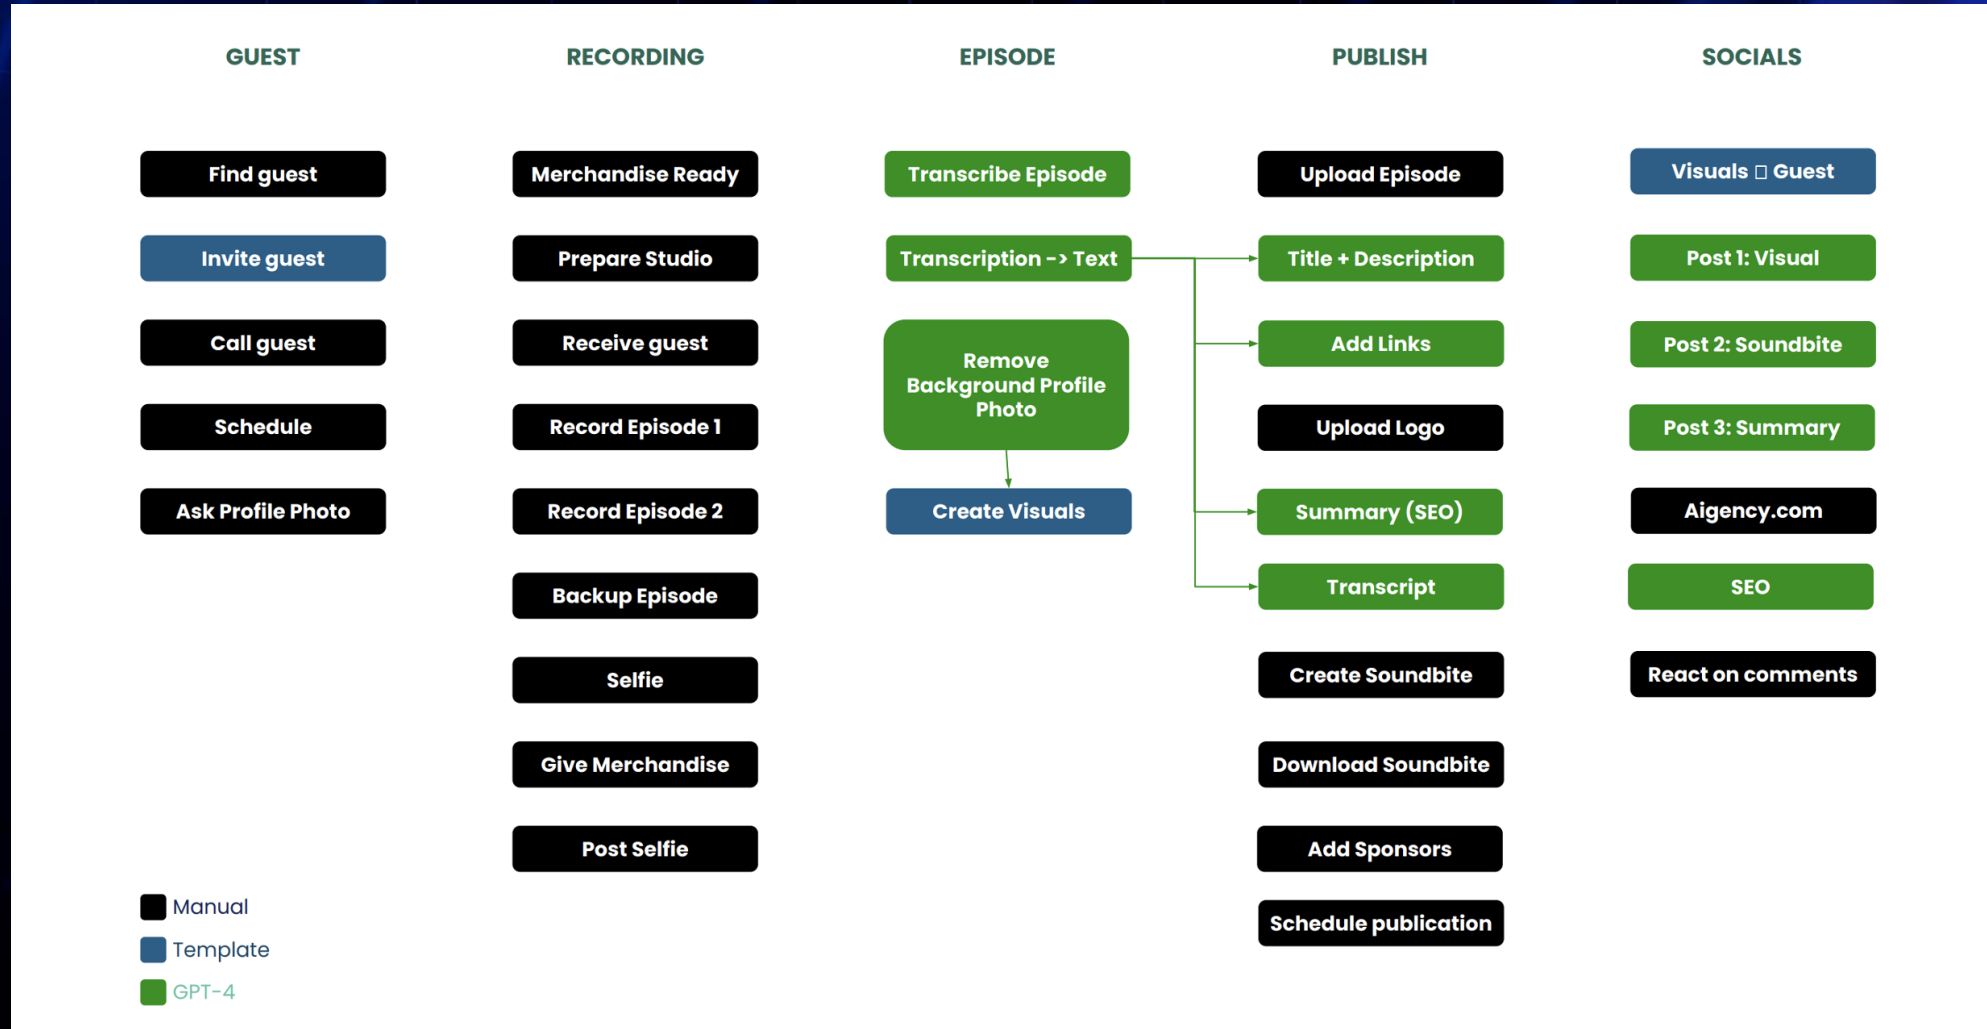 GUEST
RECORDING
EPISODE
PUBLISH
SOCIALS
Find guest
Invite guest
Call guest
Schedule
Ask Profile Photo
Merchandise Ready
Prepare Studio
Receive guest
Record Episode 1
Record Episode 2
Backup Episode
Selfie
Give Merchandise
Post Selfie
Transcribe Episode
Transcription -> Text
Remove
Background Profile
Photo
Create Visuals
Upload Episode
Title + Description
Add Links
Upload Logo
Summary (SEO)
Transcript
Create Soundbite
Download Soundbite
Add Sponsors
Schedule publication
Visuals ▯ Guest
Post 1: Visual
Post 2: Soundbite
Post 3: Summary
Aigency.com
SEO
React on comments
Manual
Template
GPT-4